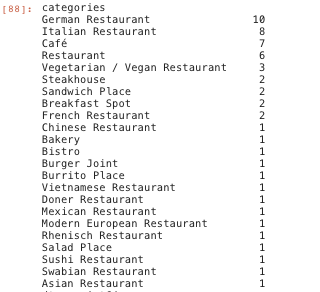 [88]: categories
German Restaurant 10
Italian Restaurant 8
Café 7
Restaurant 6
Vegetarian / Vegan Restaurant 3
Steakhouse 2
Sandwich Place 2
Breakfast Spot 2
French Restaurant 2
Chinese Restaurant 1
Bakery 1
Bistro 1
Burger Joint 1
Burrito Place 1
Vietnamese Restaurant 1
Doner Restaurant 1
Mexican Restaurant 1
Modern European Restaurant 1
Rhenisch Restaurant 1
Salad Place 1
Sushi Restaurant 1
Swabian Restaurant 1
Asian Restaurant 1